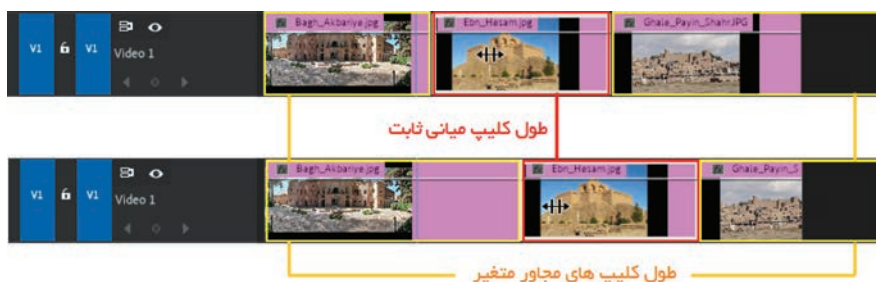 V1 V1 Video 1 Bagh_Akbariye.jpg Ebn_Hesam.jpg Ghale_Payin_Shahr.JPG
طول کلیپ میانی ثابت
V1 V1 Video 1 Bagh_Akbariye.jpg Ebn_Hesam.jpg Ghale_Payin_S
طول کلیپ های مجاور متغیر